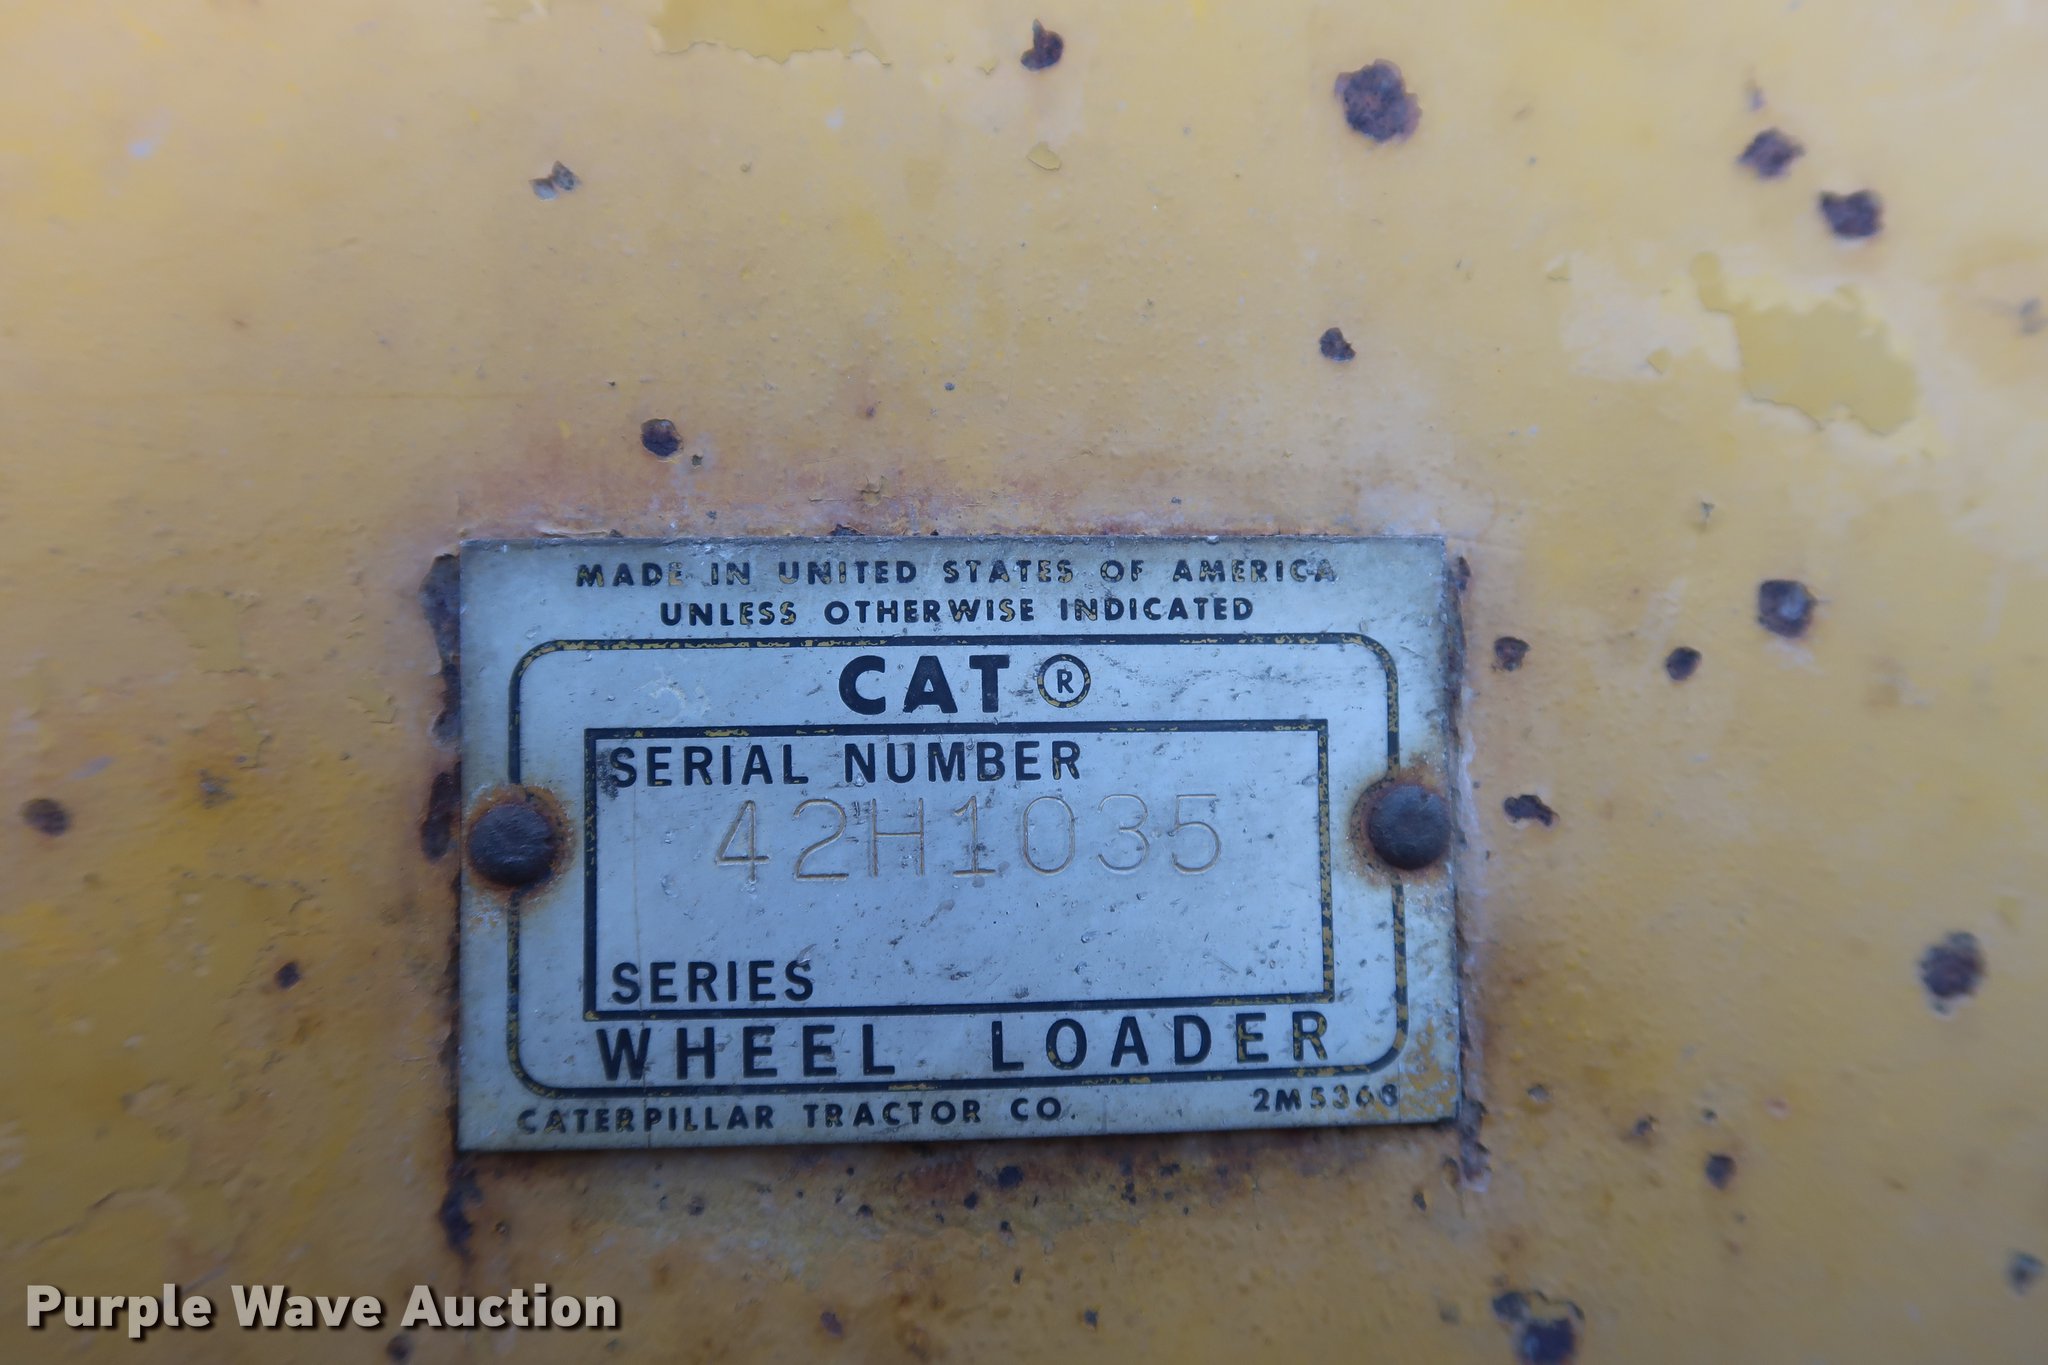 MADE IN UNITED STATES OF AMERICA
UNLESS OTHERWISE INDICATED
CAT ®
SERIAL NUMBER
42H1035
SERIES
WHEEL LOADER
CATERPILLAR TRACTOR CO. 2M5368
Purple Wave Auction